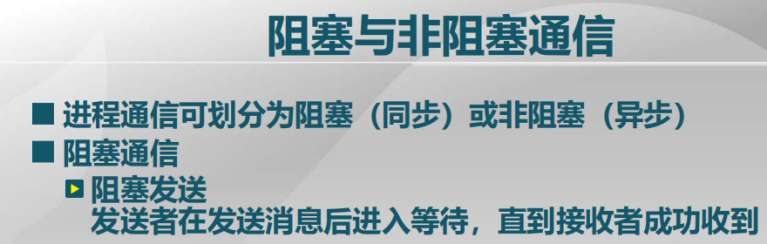 阻塞与非阻塞通信
进程通信可划分为阻塞（同步）或非阻塞（异步）
阻塞通信
阻塞发送
发送者在发送消息后进入等待，直到接收者成功收到